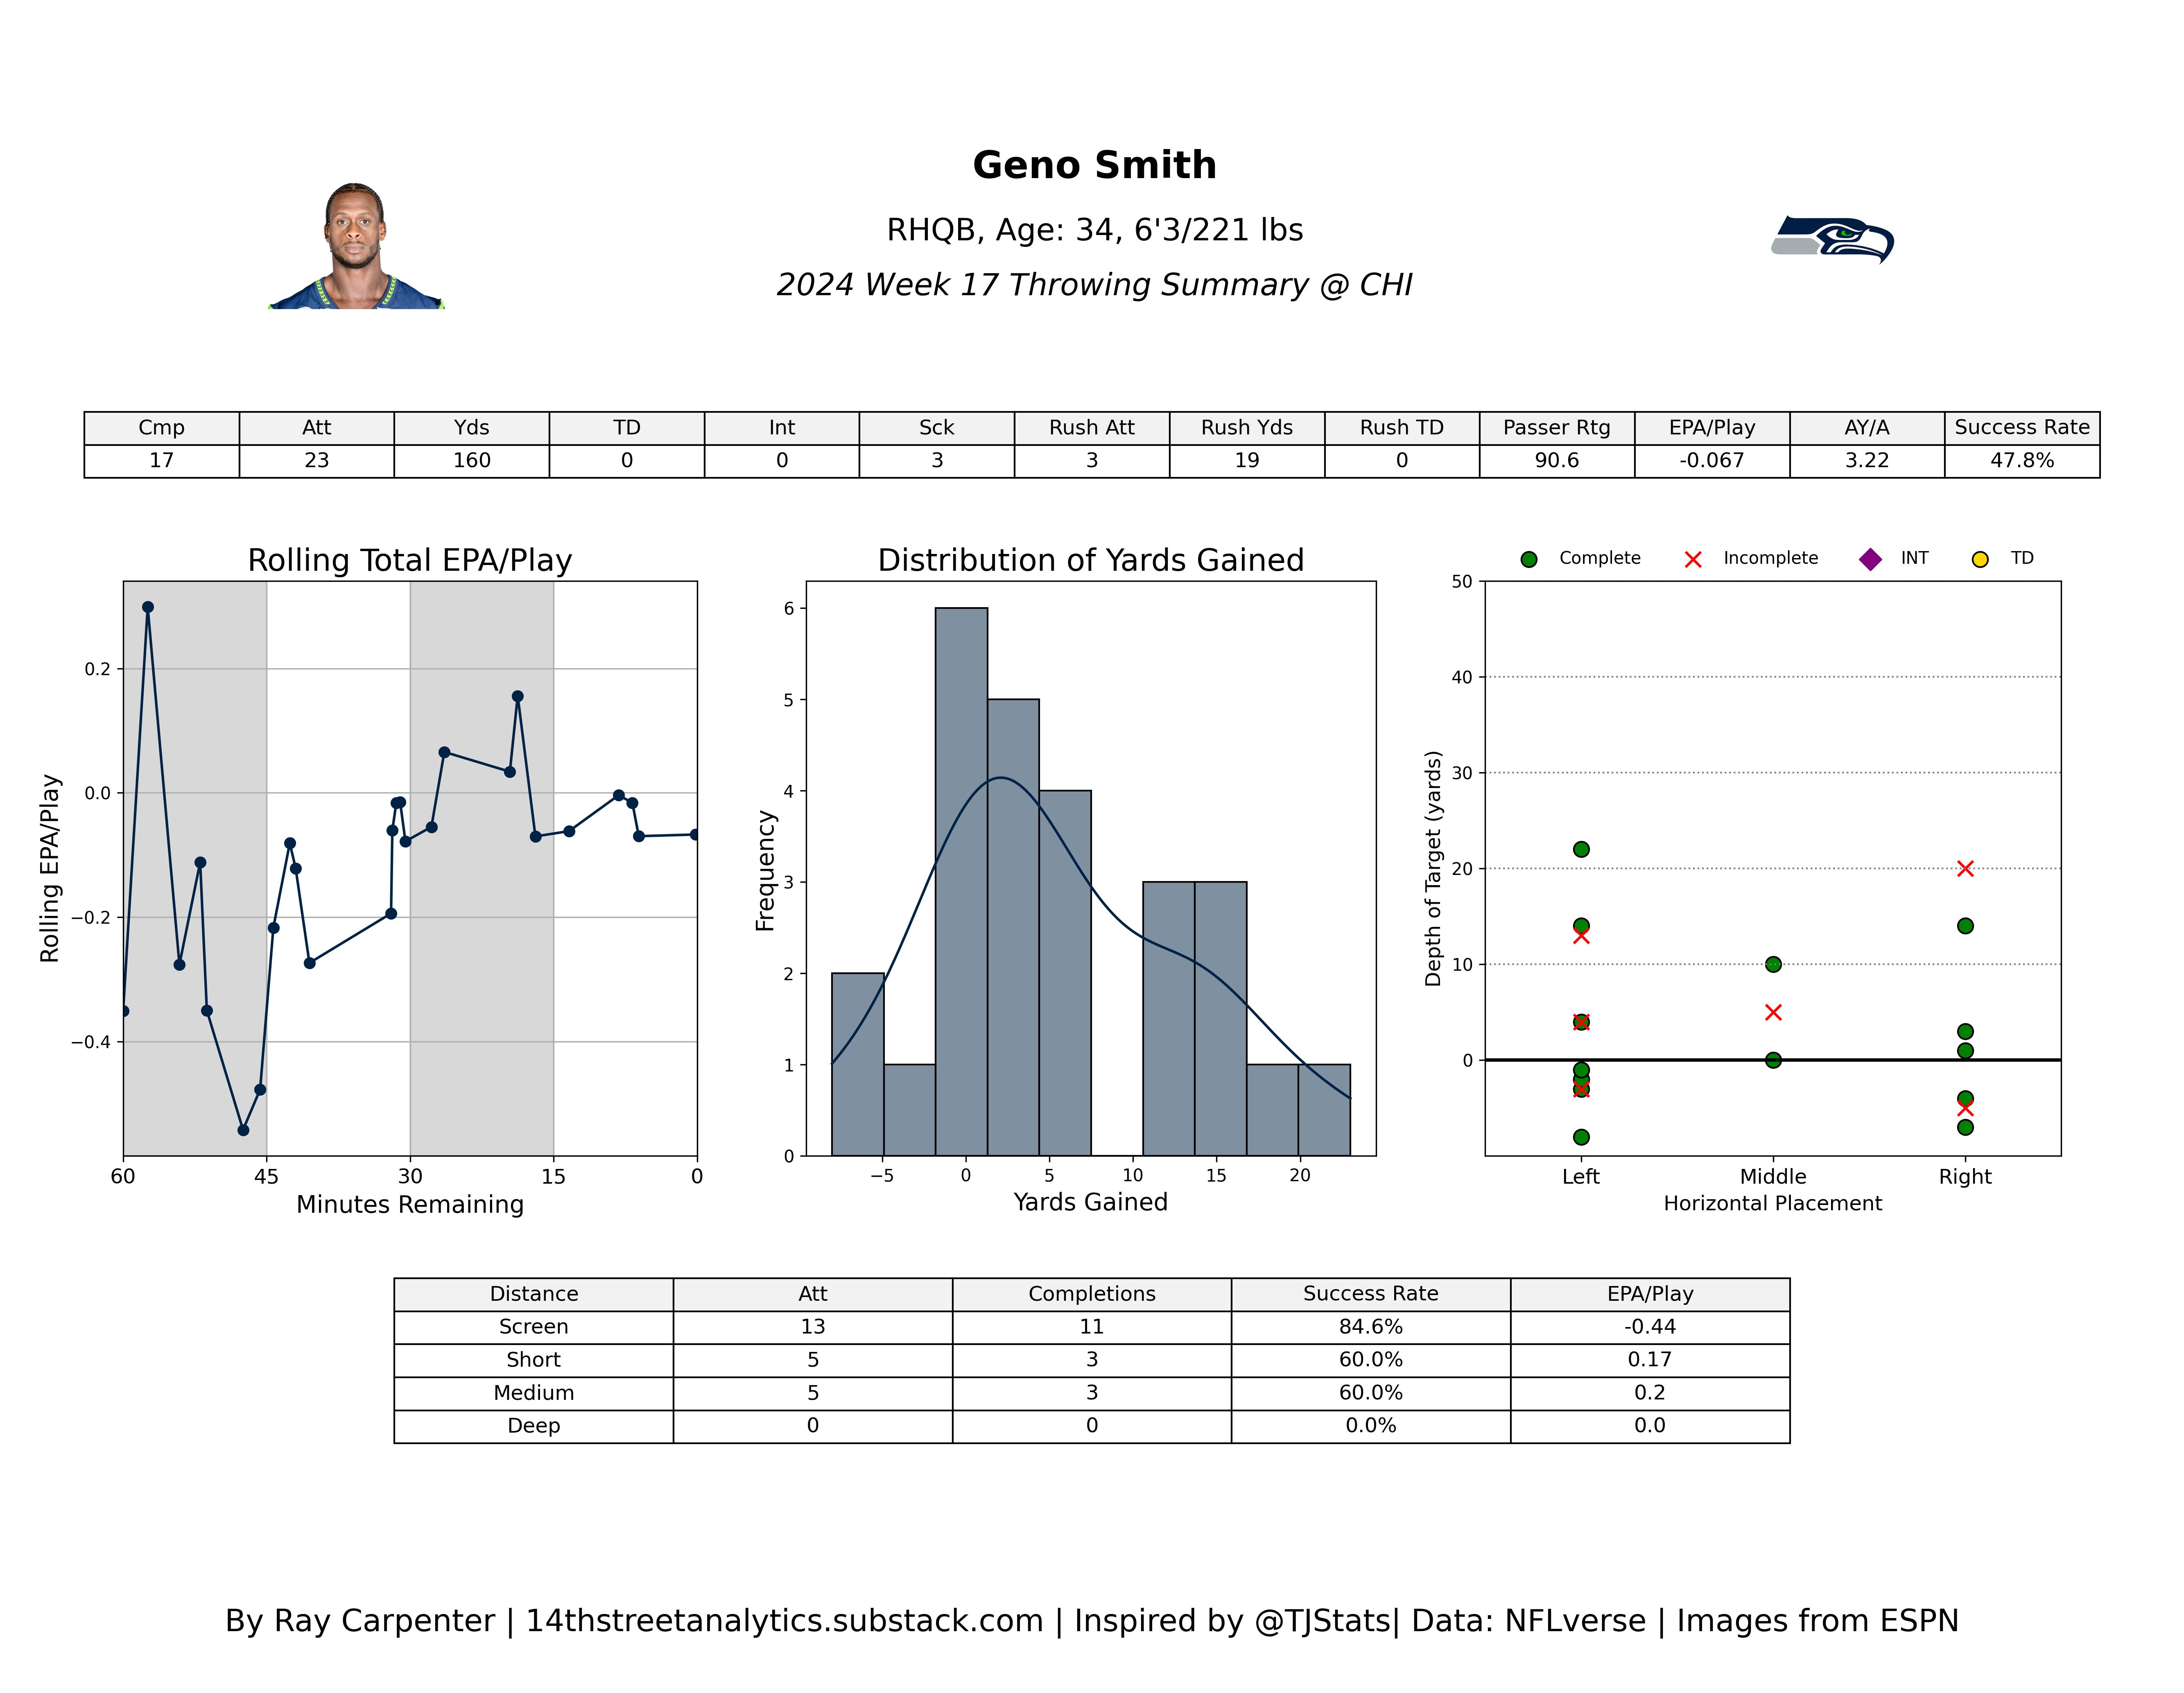 Geno Smith
RHQB, Age: 34, 6'3/221 lbs
2024 Week 17 Throwing Summary @ CHI
Cmp Att Yds TD Int Sck Rush Att Rush Yds Rush TD Passer Rtg EPA/Play AY/A Success Rate
17 23 160 0 0 3 3 19 0 90.6 -0.067 3.22 47.8%
Rolling Total EPA/Play
0.2
0.0
−0.2
−0.4
Rolling EPA/Play
60 45 30 15 0
Minutes Remaining
Distribution of Yards Gained
6
5
4
3
2
1
0
Frequency
−5 0 5 10 15 20
Yards Gained
Complete Incomplete INT TD
50
40
30
20
10
0
Depth of Target (yards)
Left Middle Right
Horizontal Placement
Distance Att Completions Success Rate EPA/Play
Screen 13 11 84.6% -0.44
Short 5 3 60.0% 0.17
Medium 5 3 60.0% 0.2
Deep 0 0 0.0% 0.0
By Ray Carpenter | 14thstreetanalytics.substack.com | Inspired by @TJStats| Data: NFLverse | Images from ESPN